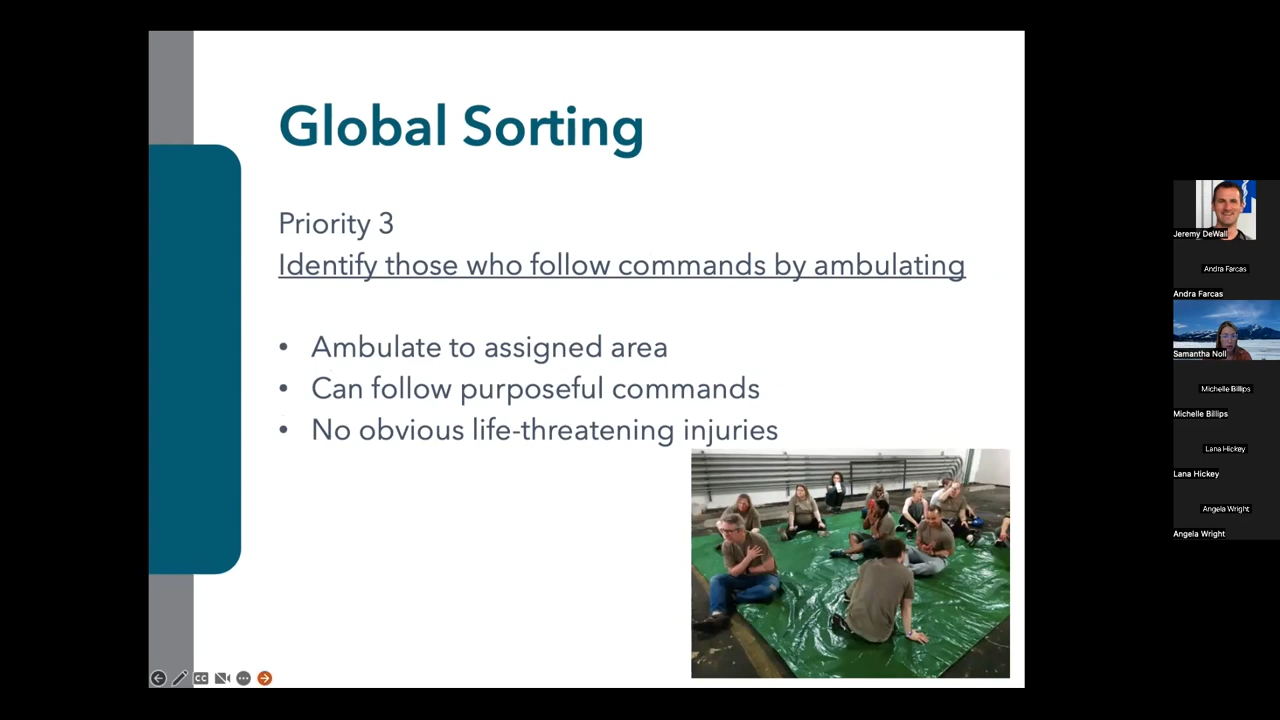 Global Sorting
Priority 3
Identify those who follow commands by ambulating
• Ambulate to assigned area
• Can follow purposeful commands
• No obvious life-threatening injuries
CC
Jeremy DeWall
Andra Farcas
Andra Farcas
Samantha Noll
Michelle Billips
Michelle Billips
Lana Hickey
Lana Hickey
Angela Wright
Angela Wright